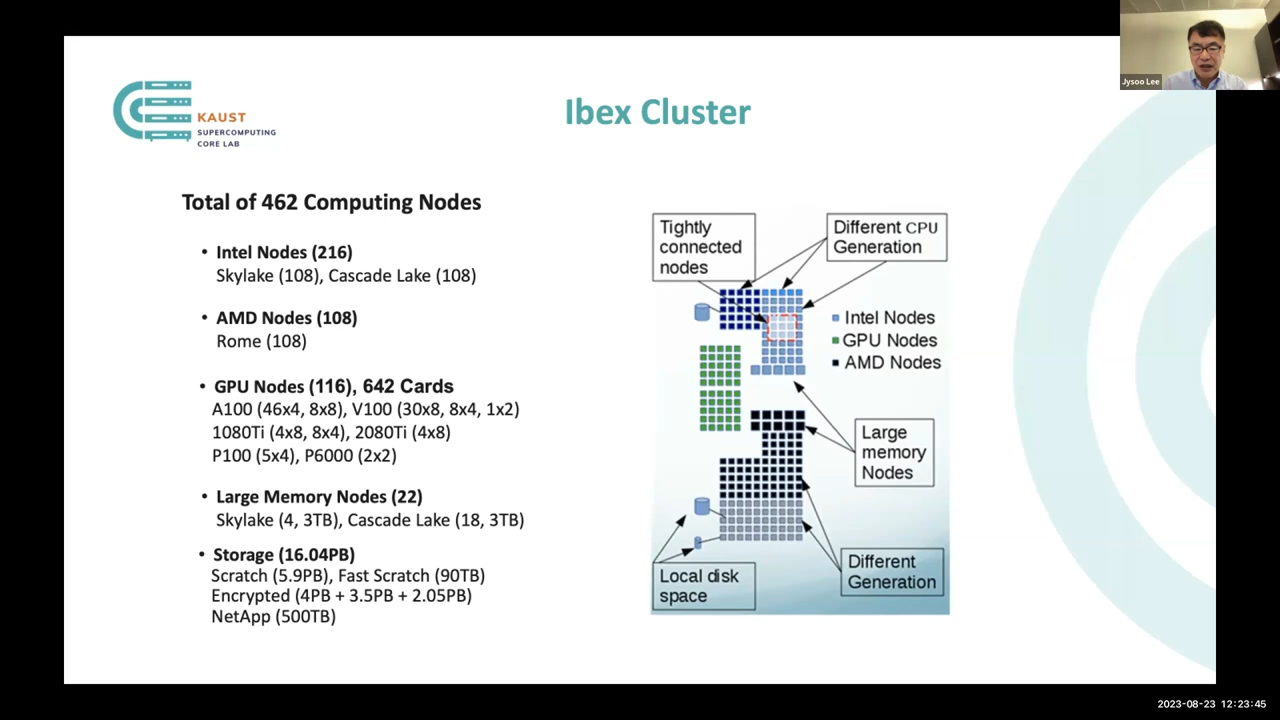 Jysoo Lee
KAUST
SUPERCOMPUTING
CORE LAB
Ibex Cluster
Total of 462 Computing Nodes
• Intel Nodes (216)
Skylake (108), Cascade Lake (108)
• AMD Nodes (108)
Rome (108)
• GPU Nodes (116), 642 Cards
A100 (46x4, 8x8), V100 (30x8, 8x4, 1x2)
1080Ti (4x8, 8x4), 2080Ti (4x8)
P100 (5x4), P6000 (2x2)
• Large Memory Nodes (22)
Skylake (4, 3TB), Cascade Lake (18, 3TB)
• Storage (16.04PB)
Scratch (5.9PB), Fast Scratch (90TB)
Encrypted (4PB + 3.5PB + 2.05PB)
NetApp (500TB)
Tightly
connected
nodes
Different CPU
Generation
Intel Nodes
GPU Nodes
AMD Nodes
Large
memory
Nodes
Different
Generation
Local disk
space
2023-08-23 12:23:45